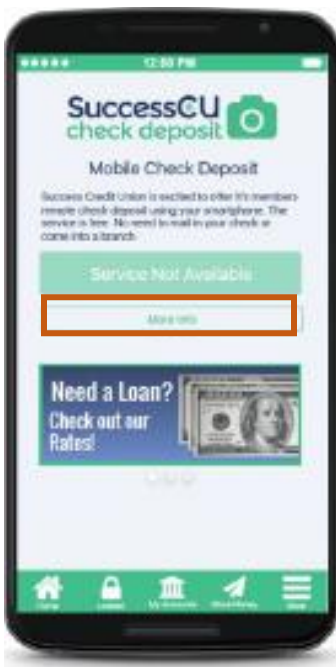 12:50 PM
SuccessCU
check deposit
Mobile Check Deposit
Success Credit Union is excited to offer it's members
remote check deposit using your smartphone. The
service is free. No need to mail in your check or
come into a branch.
Service Not Available
More Info
Need a Loan?
Check out our
Rates!
Home
Locations
My Accounts
Move Money
More